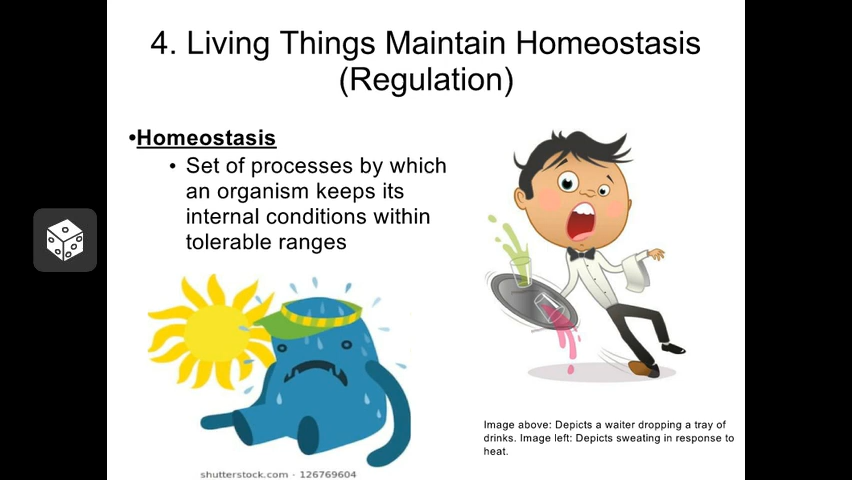 4. Living Things Maintain Homeostasis
(Regulation)
•Homeostasis
• Set of processes by which
an organism keeps its
internal conditions within
tolerable ranges
Image above: Depicts a waiter dropping a tray of
drinks. Image left: Depicts sweating in response to
heat.
shutterstock.com · 126769604